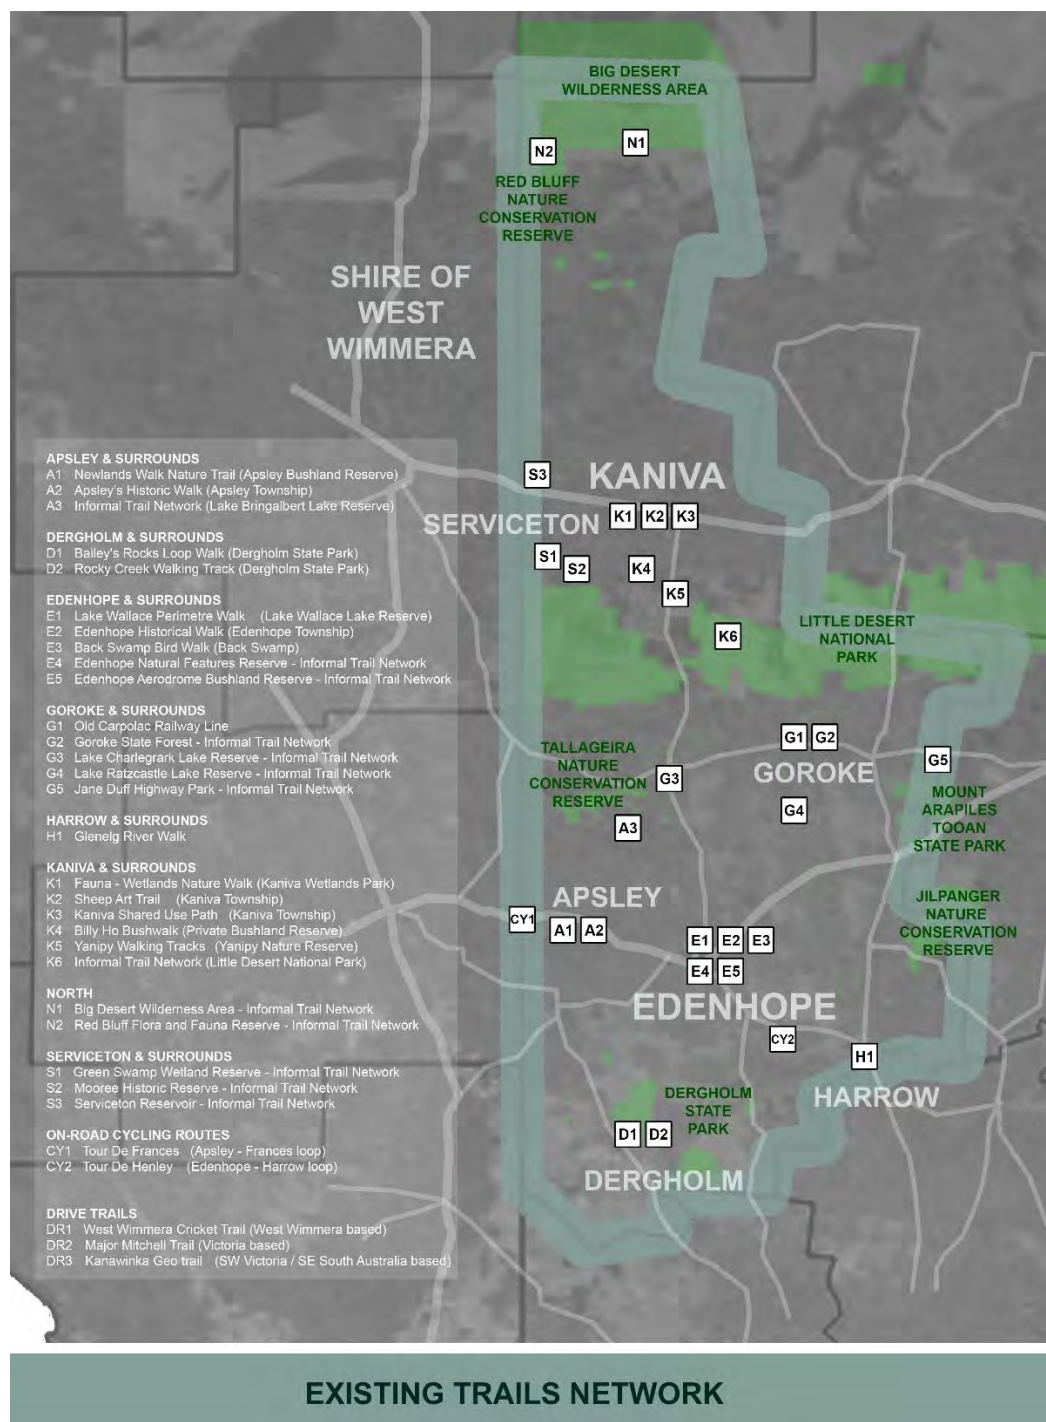 BIG DESERT
WILDERNESS AREA
N2
N1
RED BLUFF
NATURE
CONSERVATION
RESERVE
SHIRE OF
WEST
WIMMERA
APSLEY & SURROUNDS
A1 Newlands Walk Nature Trail (Apsley Bushland Reserve)
A2 Apsley's Historic Walk (Apsley Township)
A3 Informal Trail Network (Lake Bringalbert Lake Reserve)
DERGHOLM & SURROUNDS
D1 Bailey's Rocks Loop Walk (Dergholm State Park)
D2 Rocky Creek Walking Track (Dergholm State Park)
EDENHOPE & SURROUNDS
E1 Lake Wallace Perimetre Walk (Lake Wallace Lake Reserve)
E2 Edenhope Historical Walk (Edenhope Township)
E3 Back Swamp Bird Walk (Back Swamp)
E4 Edenhope Natural Features Reserve - Informal Trail Network
E5 Edenhope Aerodrome Bushland Reserve - Informal Trail Network
GOROKE & SURROUNDS
G1 Old Carpolac Railway Line
G2 Goroke State Forest - Informal Trail Network
G3 Lake Charlegrark Lake Reserve - Informal Trail Network
G4 Lake Ratzcastle Lake Reserve - Informal Trail Network
G5 Jane Duff Highway Park - Informal Trail Network
HARROW & SURROUNDS
H1 Glenelg River Walk
KANIVA & SURROUNDS
K1 Fauna - Wetlands Nature Walk (Kaniva Wetlands Park)
K2 Sheep Art Trail (Kaniva Township)
K3 Kaniva Shared Use Path (Kaniva Township)
K4 Billy Ho Bushwalk (Private Bushland Reserve)
K5 Yanipy Walking Tracks (Yanipy Nature Reserve)
K6 Informal Trail Network (Little Desert National Park)
NORTH
N1 Big Desert Wilderness Area - Informal Trail Network
N2 Red Bluff Flora and Fauna Reserve - Informal Trail Network
SERVICETON & SURROUNDS
S1 Green Swamp Wetland Reserve - Informal Trail Network
S2 Mooree Historic Reserve - Informal Trail Network
S3 Serviceton Reservoir - Informal Trail Network
ON-ROAD CYCLING ROUTES
CY1 Tour De Frances (Apsley - Frances loop)
CY2 Tour De Henley (Edenhope - Harrow loop)
DRIVE TRAILS
DR1 West Wimmera Cricket Trail (West Wimmera based)
DR2 Major Mitchell Trail (Victoria based)
DR3 Kanawinka Geo trail (SW Victoria / SE South Australia based)
S3
KANIVA
SERVICETON
K1 K2 K3
S1
S2
K4
K5
K6
LITTLE DESERT
NATIONAL
PARK
TALLAGEIRA
NATURE
CONSERVATION
RESERVE
G1 G2
GOROKE
G3
G5
G4
A3
MOUNT
ARAPILES
TOOAN
STATE PARK
APSLEY
CY1
A1 A2
JILPANGER
NATURE
CONSERVATION
RESERVE
E1 E2 E3
E4 E5
EDENHOPE
CY2
H1
HARROW
DERGHOLM
STATE
PARK
D1 D2
DERGHOLM
EXISTING TRAILS NETWORK